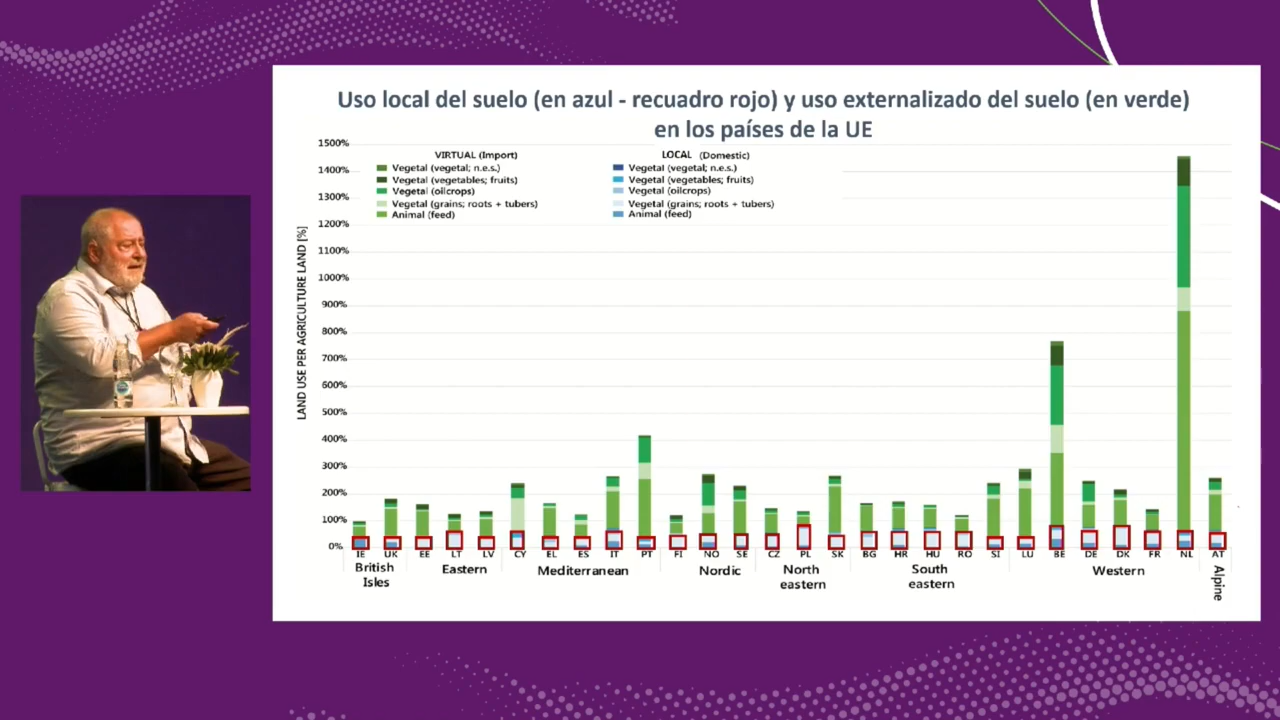 Uso local del suelo (en azul - recuadro rojo) y uso externalizado del suelo (en verde)
en los países de la UE
LAND USE PER AGRICULTURE LAND [%]
1500%
1400%
1300%
1200%
1100%
1000%
900%
800%
700%
600%
500%
400%
300%
200%
100%
0%
VIRTUAL (Import)
Vegetal (vegetal; n.e.s.)
Vegetal (vegetables; fruits)
Vegetal (oilcrops)
Vegetal (grains; roots + tubers)
Animal (feed)
LOCAL (Domestic)
Vegetal (vegetal; n.e.s.)
Vegetal (vegetables; fruits)
Vegetal (oilcrops)
Vegetal (grains; roots + tubers)
Animal (feed)
IE UK EE LT LV CY EL ES IT PT FI NO SE CZ PL SK BG HR HU RO SI LU BE DE DK FR NL AT
British
Isles
Eastern
Mediterranean
Nordic
North
eastern
South
eastern
Western
Alpine